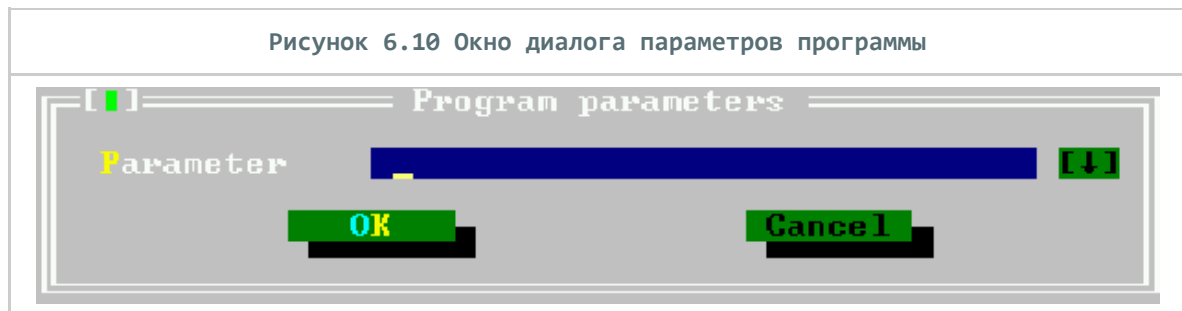 Рисунок 6.10 Окно диалога параметров программы
[▮] Program parameters
Parameter [↓]
OK Cancel